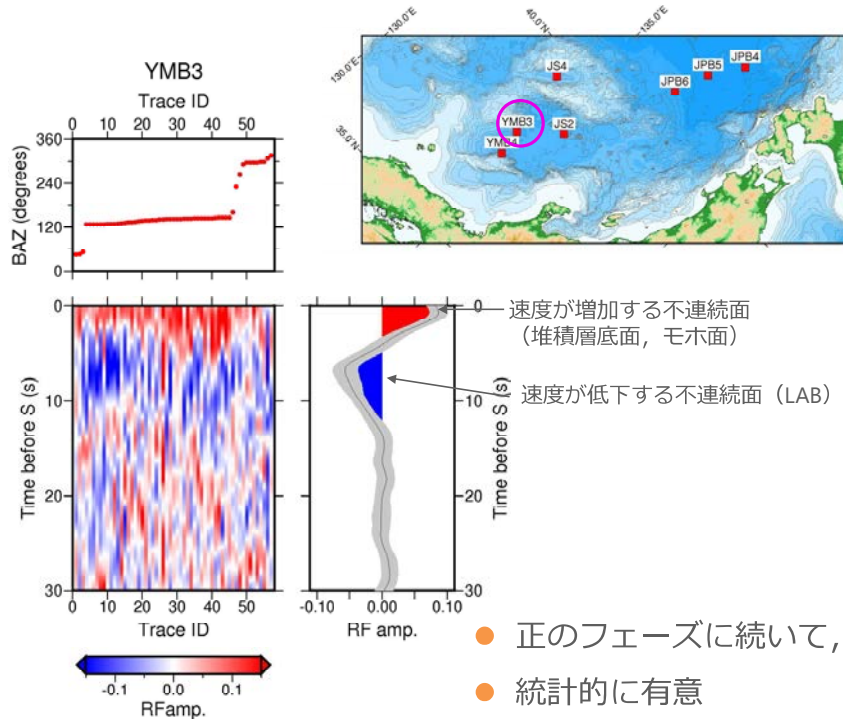 YMB3
Trace ID
0 10 20 30 40 50
360
240
120
0
BAZ (degrees)
130.0°E
40.0°N
135.0°E
130.0°E
35.0°N
JS4
JPB6
JPB5
JPB4
YMB3
JS2
YMB4
0
10
20
30
Time before S (s)
0 10 20 30 40 50
Trace ID
-0.1 0.0 0.1
RFamp.
-0.10 0.00 0.10
RF amp.
0
10
20
30
Time before S (s)
速度が増加する不連続面
（堆積層底面，モホ面）
速度が低下する不連続面（LAB）
● 正のフェーズに続いて，
● 統計的に有意